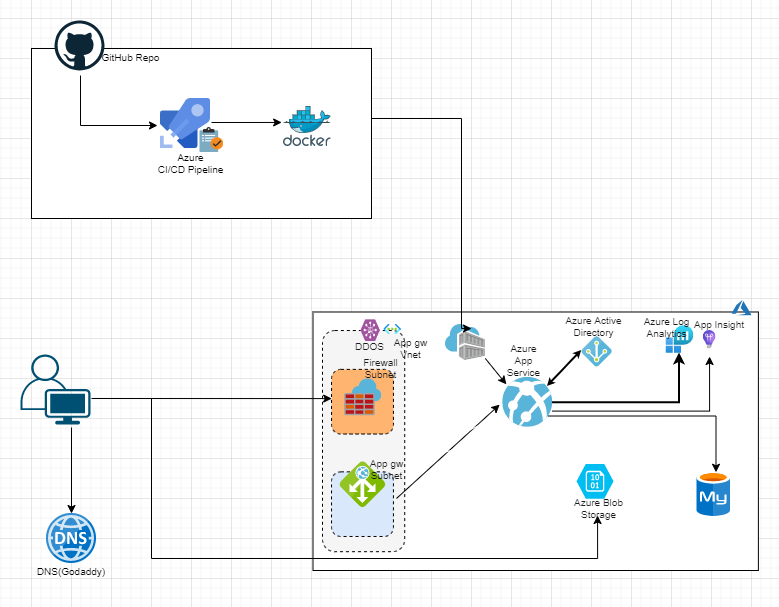 GitHub Repo
docker
Azure
CI/CD Pipeline
DDOS
App gw
Vnet
Firewall
Subnet
App gw
Subnet
Azure
App
Service
Azure Active
Directory
Azure Log
Analytics
App Insight
10
01
Azure Blob
Storage
My
DNS
DNS(Godaddy)